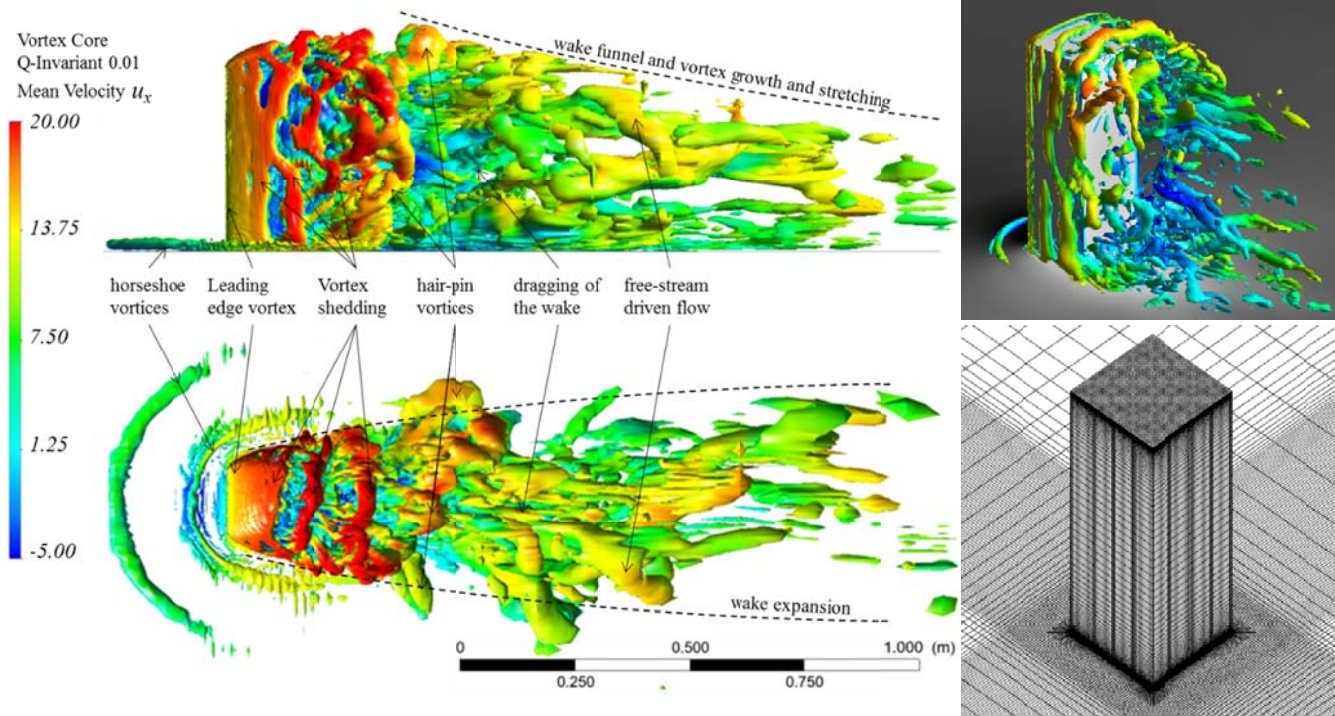 Vortex Core
Q-Invariant 0.01
Mean Velocity uₓ
20.00
13.75
7.50
1.25
-5.00
wake funnel and vortex growth and stretching
horseshoe
vortices
Leading
edge vortex
Vortex
shedding
hair-pin
vortices
dragging of
the wake
free-stream
driven flow
wake expansion
0 0.500 1.000 (m)
0.250 0.750